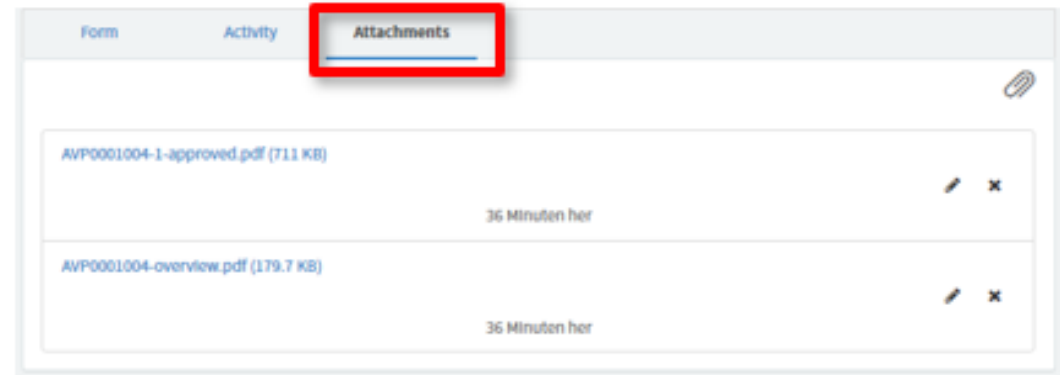 Form Activity Attachments
AVP0001004-1-approved.pdf (711 KB)
36 Minuten her
AVP0001004-overview.pdf (179.7 KB)
36 Minuten her